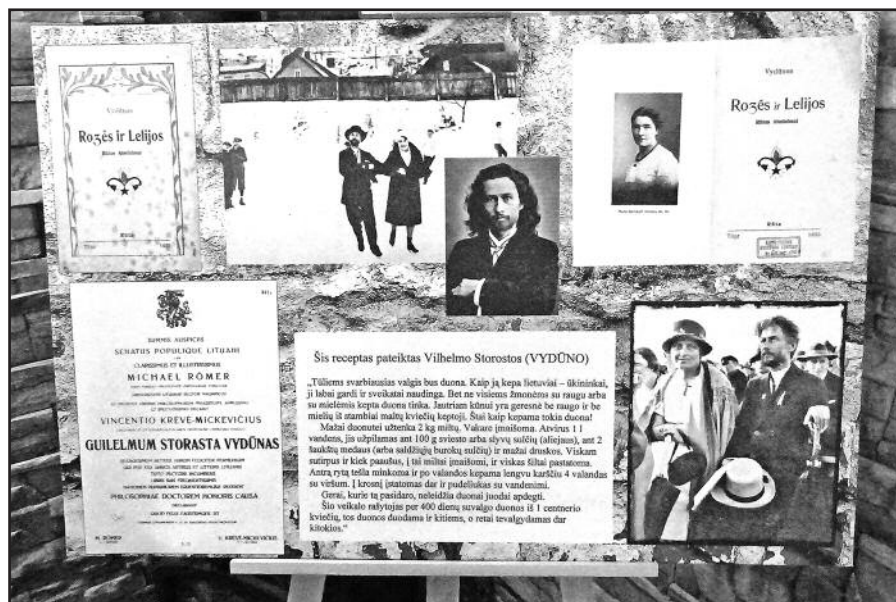 Vydūnas
Rožės ir Lelijos
Vydūnas
Rožės ir Lelijos
SUMMIS AUSPICIIS
SENATUS POPULIQUE LITUANI
CLARISSIMUS ET ILLUSTRISSIMUS
MICHAEL RÖMER
VINCENTIO KRĖVĖ-MICKEVIČIUS
GUILELMUM STORASTA VYDŪNAS
PHILOSOPHIAE DOCTOREM HONORIS CAUSA
M. RÖMER
V. KRĖVĖ-MICKEVIČIUS
Šis receptas pateiktas Vilhelmo Storostos (VYDŪNO)
„Tūliems svarbiausias valgis bus duona. Kaip ją kepa lietuviai – ūkininkai,
ji labai gardi ir sveikatai naudinga. Bet ne visiems žmonėms su raugu arba
su mielėmis kepta duona tinka. Jautriam kūnui yra geresnė be raugo ir be
mielių iš stambiai maltų kviečių keptoji. Štai kaip kepama tokia duona!
Mažai duonutei užtenka 2 kg miltų. Vakare įmaišoma. Atvirus 1 l
vandens, jis užpilamas ant 100 g sviesto arba slyvų sulčių (aliejaus), ant 2
šaukštų medaus (arba saldžiųjų burokų sulčių) ir mažai druskos. Viskam
sutirpus ir kiek paaušus, į tai miltai įmaišomi, ir viskas šiltai pastatoma.
Antrą rytą tešla minkoma ir po valandos kepama lengvu karščiu 4 valandas
su viršum. Į krosnį įstatomas dar ir pudeliukas su vandenimi.
Gerai, kurie tą pasidaro, neleidžia duonai juodai apdegti.
Šio veikalo rašytojas per 400 dienų suvalgo duonos iš 1 centnerio
kviečių, tos duonos duodama ir kitiems, o retai tevalgydamas dar
kitokios.“